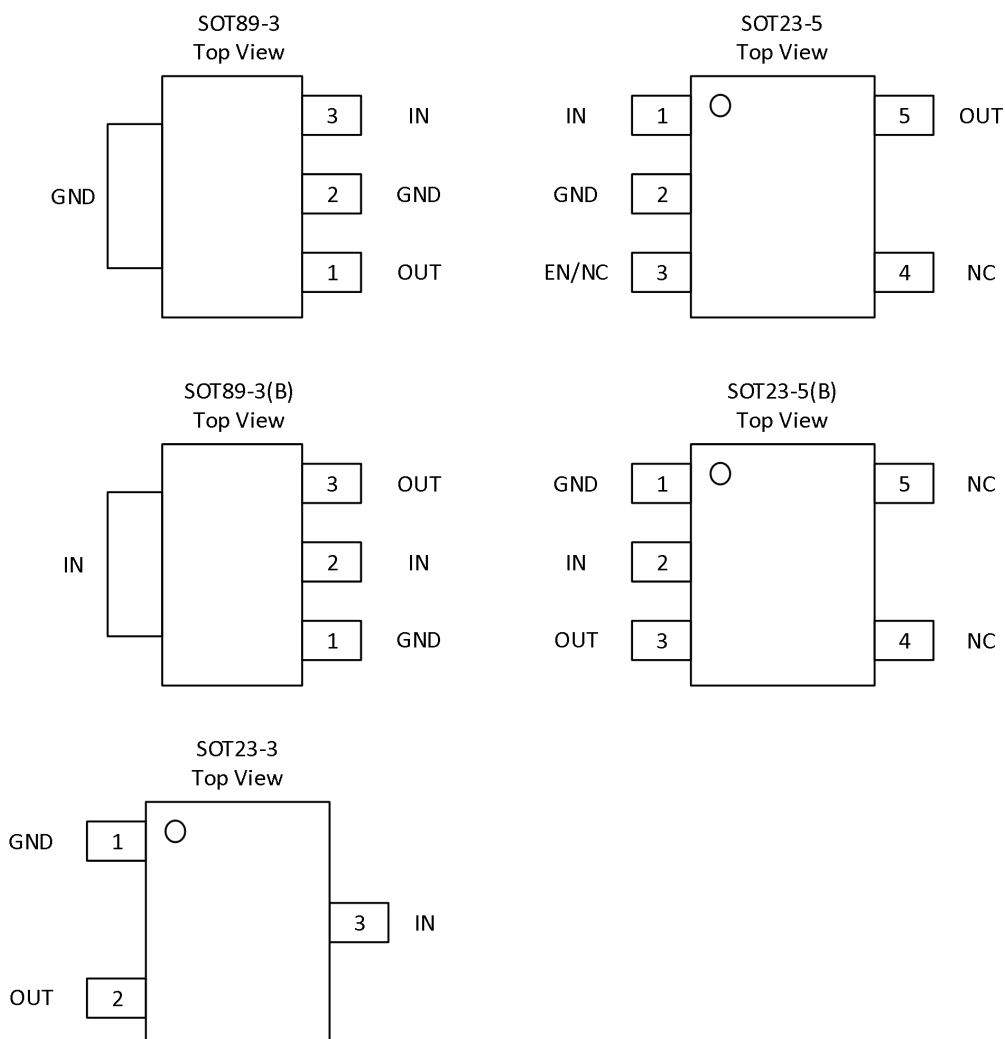 SOT89-3
Top View
3 IN
GND
2 GND
1 OUT
SOT23-5
Top View
IN 1
5 OUT
GND 2
EN/NC 3
4 NC
SOT89-3(B)
Top View
3 OUT
IN
2 IN
1 GND
SOT23-5(B)
Top View
GND 1
5 NC
IN 2
OUT 3
4 NC
SOT23-3
Top View
GND 1
3 IN
OUT 2